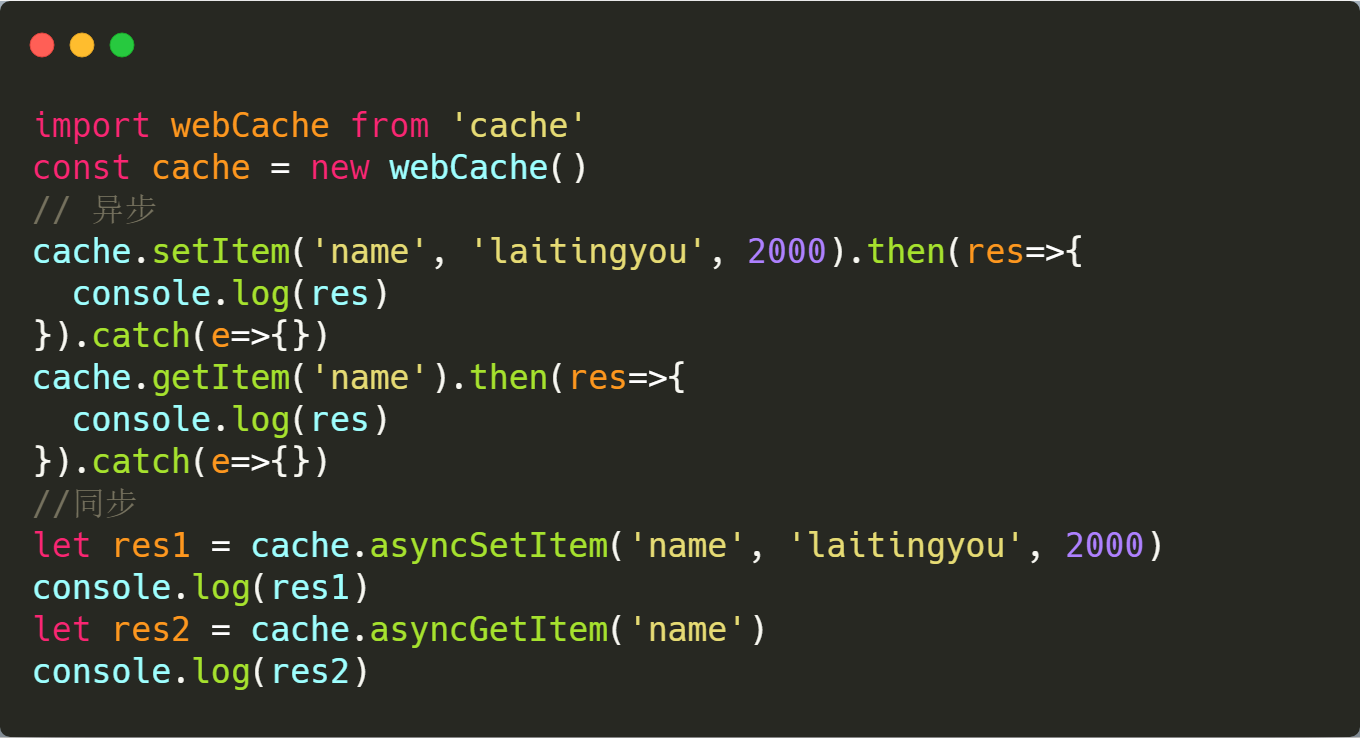 import webCache from 'cache'
const cache = new webCache()
// 异步
cache.setItem('name', 'laitingyou', 2000).then(res=>{
  console.log(res)
}).catch(e=>{})
cache.getItem('name').then(res=>{
  console.log(res)
}).catch(e=>{})
//同步
let res1 = cache.asyncSetItem('name', 'laitingyou', 2000)
console.log(res1)
let res2 = cache.asyncGetItem('name')
console.log(res2)